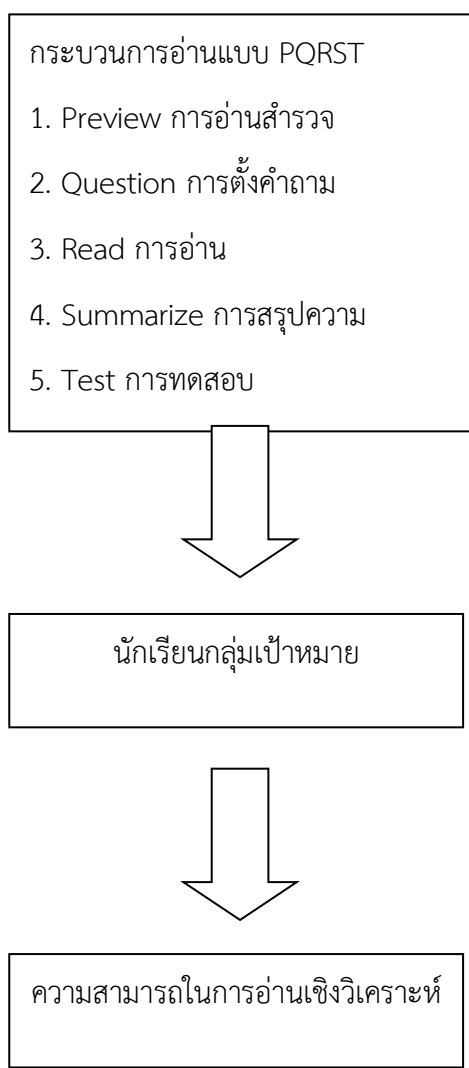 กระบวนการอ่านแบบ PQRST
1. Preview การอ่านสำรวจ
2. Question การตั้งคำถาม
3. Read การอ่าน
4. Summarize การสรุปความ
5. Test การทดสอบ
นักเรียนกลุ่มเป้าหมาย
ความสามารถในการอ่านเชิงวิเคราะห์